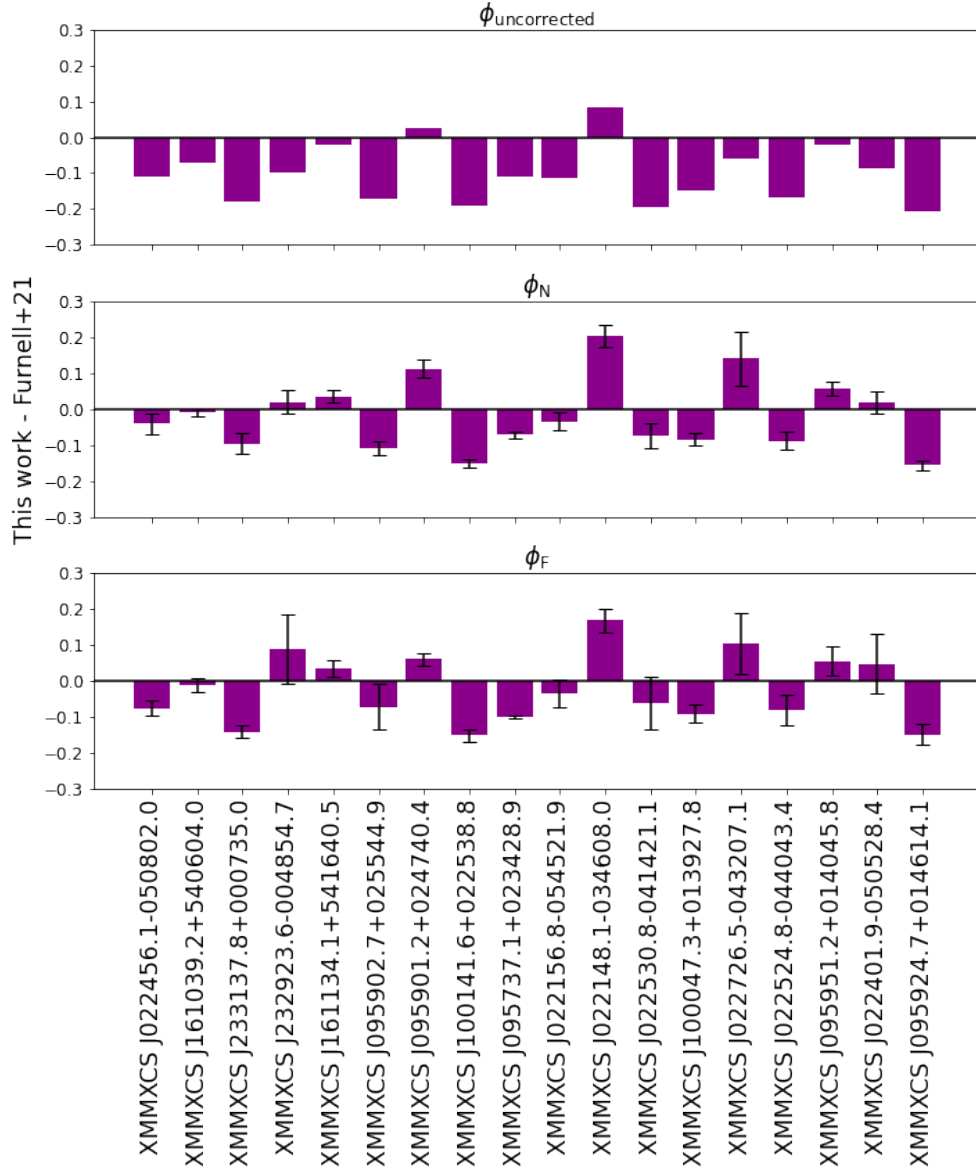 ϕuncorrected
0.3
0.2
0.1
0.0
−0.1
−0.2
−0.3
This work - Furnell+21
ϕN
0.3
0.2
0.1
0.0
−0.1
−0.2
−0.3
ϕF
0.3
0.2
0.1
0.0
−0.1
−0.2
−0.3
XMMXCS J022456.1-050802.0
XMMXCS J161039.2+540604.0
XMMXCS J233137.8+000735.0
XMMXCS J232923.6-004854.7
XMMXCS J161134.1+541640.5
XMMXCS J095902.7+025544.9
XMMXCS J095901.2+024740.4
XMMXCS J100141.6+022538.8
XMMXCS J095737.1+023428.9
XMMXCS J022156.8-054521.9
XMMXCS J022148.1-034608.0
XMMXCS J022530.8-041421.1
XMMXCS J100047.3+013927.8
XMMXCS J022726.5-043207.1
XMMXCS J022524.8-044043.4
XMMXCS J095951.2+014045.8
XMMXCS J022401.9-050528.4
XMMXCS J095924.7+014614.1